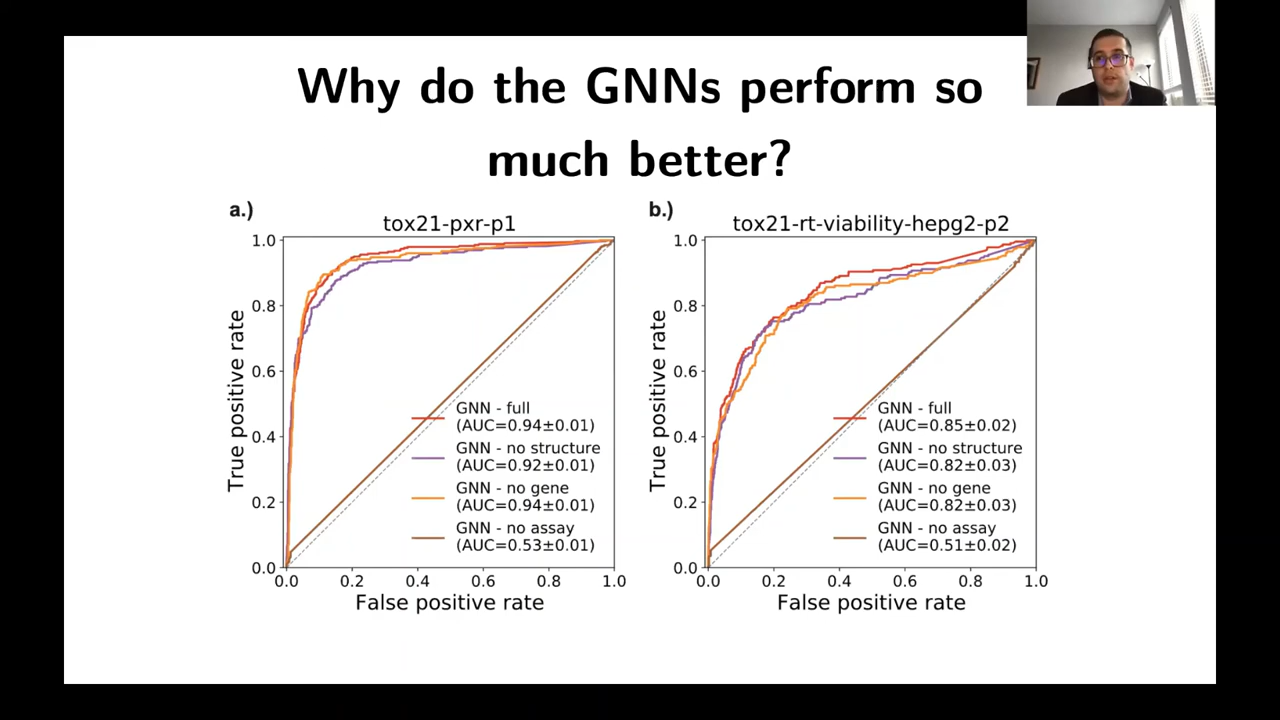 Why do the GNNs perform so
much better?
a.)
tox21-pxr-p1
True positive rate
1.0
0.8
0.6
0.4
0.2
0.0
GNN - full
(AUC=0.94±0.01)
GNN - no structure
(AUC=0.92±0.01)
GNN - no gene
(AUC=0.94±0.01)
GNN - no assay
(AUC=0.53±0.01)
0.0 0.2 0.4 0.6 0.8 1.0
False positive rate
b.)
tox21-rt-viability-hepg2-p2
True positive rate
1.0
0.8
0.6
0.4
0.2
0.0
GNN - full
(AUC=0.85±0.02)
GNN - no structure
(AUC=0.82±0.03)
GNN - no gene
(AUC=0.82±0.03)
GNN - no assay
(AUC=0.51±0.02)
0.0 0.2 0.4 0.6 0.8 1.0
False positive rate